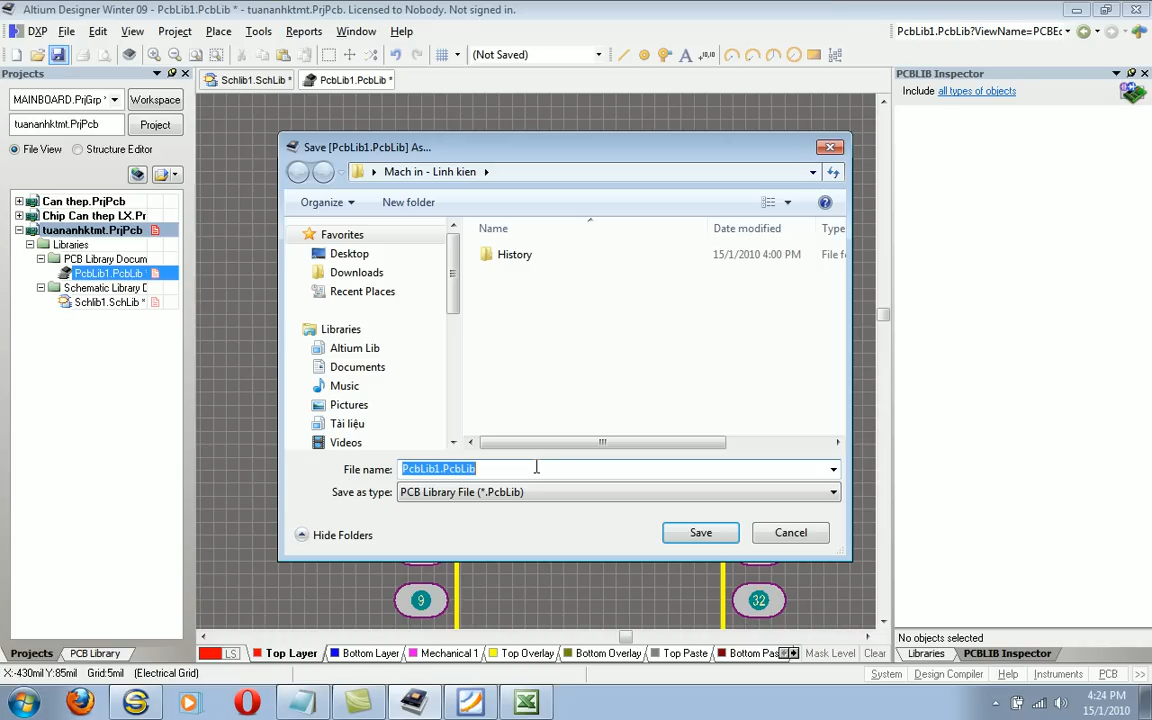 Altium Designer Winter 09 - PcbLib1.PcbLib * - tuananhktmt.PrjPcb. Licensed to Nobody. Not signed in.
DXP File Edit View Project Place Tools Reports Window Help
PcbLib1.PcbLib?ViewName=PCBEc
(Not Saved)
Projects
Schlib1.SchLib *
PcbLib1.PcbLib *
PCBLIB Inspector
MAINBOARD.PrjGrp *
Workspace
Include all types of objects
tuananhktmt.PrjPcb
Project
File View
Structure Editor
Can thep.PrjPcb
Chip Can thep LX.Pr
tuananhktmt.PrjPcb
Libraries
PCB Library Docum
PcbLib1.PcbLib *
Schematic Library D
Schlib1.SchLib *
Save [PcbLib1.PcbLib] As...
Mach in - Linh kien
Organize
New folder
Favorites
Desktop
Downloads
Recent Places
Libraries
Altium Lib
Documents
Music
Pictures
Tài liệu
Videos
Name
Date modified
Type
History
15/1/2010 4:00 PM
File f
File name:
PcbLib1.PcbLib
Save as type:
PCB Library File (*.PcbLib)
Hide Folders
Save
Cancel
9
32
No objects selected
Projects
PCB Library
LS
Top Layer
Bottom Layer
Mechanical 1
Top Overlay
Bottom Overlay
Top Paste
Bottom Pas
Mask Level
Clear
Libraries
PCBLIB Inspector
X:-430mil Y:85mil Grid:5mil (Electrical Grid)
System
Design Compiler
Help
Instruments
PCB
>>
4:24 PM
15/1/2010